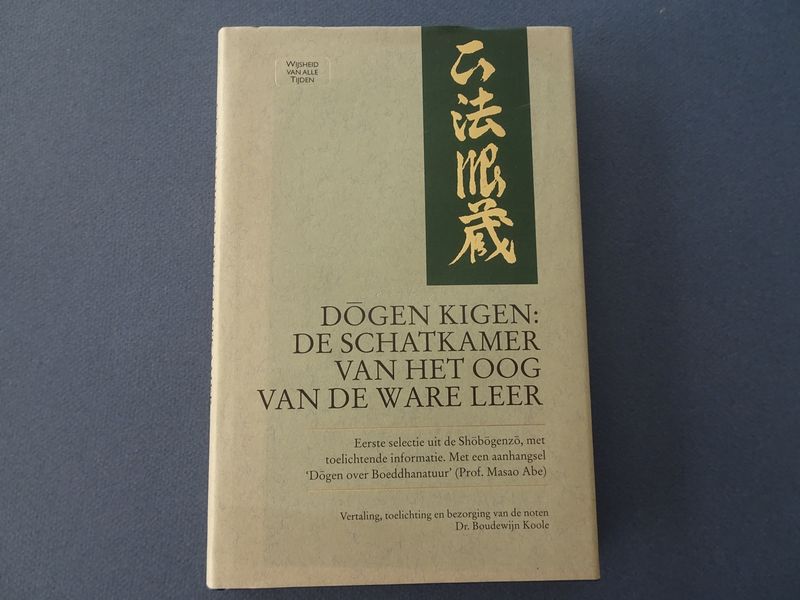 WIJSHEID
VAN ALLE
TIJDEN
正法眼蔵
DŌGEN KIGEN:
DE SCHATKAMER
VAN HET OOG
VAN DE WARE LEER
Eerste selectie uit de Shōbōgenzō, met
toelichtende informatie. Met een aanhangsel
'Dōgen over Boeddhanatuur' (Prof. Masao Abe)
Vertaling, toelichting en bezorging van de noten
Dr. Boudewijn Koole